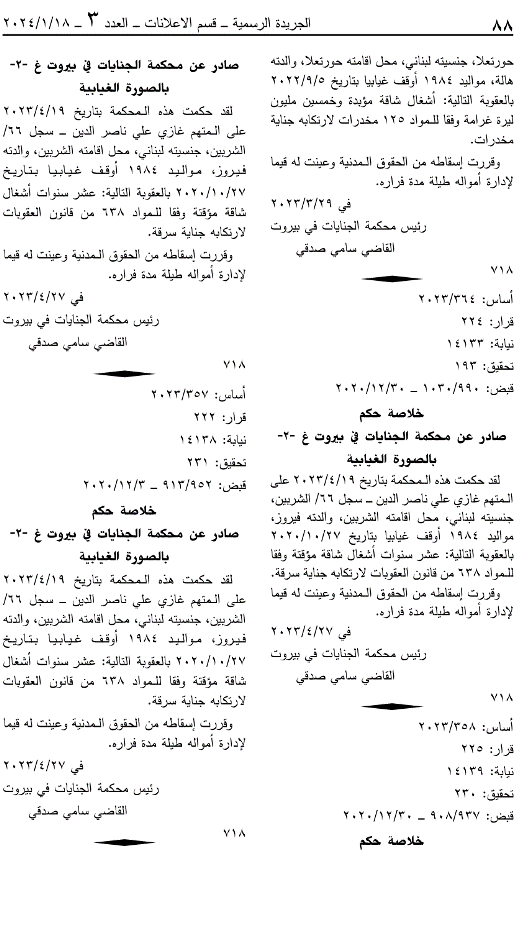 ٨٨
الجريدة الرسمية ــ قسم الاعلانات ــ العدد ٣ ــ ٢٠٢٤/١/١٨
حورتعلا، جنسيته لبناني، محل اقامته حورتعلا، والدته
هالة، مواليد ١٩٨٤ أوقف غيابيا بتاريخ ٢٠٢٢/٩/٥
بالعقوبة التالية: أشغال شاقة مؤبدة وخمسين مليون
ليرة غرامة وفقا للمواد ١٢٥ مخدرات لارتكابه جناية
مخدرات.
وقررت إسقاطه من الحقوق المدنية وعينت له قيما
لإدارة أمواله طيلة مدة فراره.
في ٢٠٢٣/٣/٢٩
رئيس محكمة الجنايات في بيروت
القاضي سامي صدقي
٧١٨
أساس: ٢٠٢٣/٣٦٤
قرار: ٢٢٤
نيابة: ١٤١٣٣
تحقيق: ١٩٣
قبض: ١٠٣٠/٩٩٠ ــ ٢٠٢٠/١٢/٣٠
خلاصة حكم
صادر عن محكمة الجنايات في بيروت غ -٢-
بالصورة الغيابية
لقد حكمت هذه المحكمة بتاريخ ٢٠٢٣/٤/١٩ على
المتهم غازي علي ناصر الدين ــ سجل ٦٦/ الشربين،
جنسيته لبناني، محل اقامته الشربين، والدته فيروز،
مواليد ١٩٨٤ أوقف غيابيا بتاريخ ٢٠٢٠/١٠/٢٧
بالعقوبة التالية: عشر سنوات أشغال شاقة مؤقتة وفقا
للمواد ٦٣٨ من قانون العقوبات لارتكابه جناية سرقة.
وقررت إسقاطه من الحقوق المدنية وعينت له قيما
لإدارة أمواله طيلة مدة فراره.
في ٢٠٢٣/٤/٢٧
رئيس محكمة الجنايات في بيروت
القاضي سامي صدقي
٧١٨
أساس: ٢٠٢٣/٣٥٨
قرار: ٢٢٥
نيابة: ١٤١٣٩
تحقيق: ٢٣٠
قبض: ٩٠٨/٩٣٧ ــ ٢٠٢٠/١٢/٣٠
خلاصة حكم
صادر عن محكمة الجنايات في بيروت غ -٢-
بالصورة الغيابية
لقد حكمت هذه المحكمة بتاريخ ٢٠٢٣/٤/١٩
على المتهم غازي علي ناصر الدين ــ سجل ٦٦/
الشربين، جنسيته لبناني، محل اقامته الشربين، والدته
فيروز، مواليد ١٩٨٤ أوقف غيابيا بتاريخ
٢٠٢٠/١٠/٢٧ بالعقوبة التالية: عشر سنوات أشغال
شاقة مؤقتة وفقا للمواد ٦٣٨ من قانون العقوبات
لارتكابه جناية سرقة.
وقررت إسقاطه من الحقوق المدنية وعينت له قيما
لإدارة أمواله طيلة مدة فراره.
في ٢٠٢٣/٤/٢٧
رئيس محكمة الجنايات في بيروت
القاضي سامي صدقي
٧١٨
أساس: ٢٠٢٣/٣٥٧
قرار: ٢٢٢
نيابة: ١٤١٣٨
تحقيق: ٢٣١
قبض: ٩١٣/٩٥٢ ــ ٢٠٢٠/١٢/٣
خلاصة حكم
صادر عن محكمة الجنايات في بيروت غ -٢-
بالصورة الغيابية
لقد حكمت هذه المحكمة بتاريخ ٢٠٢٣/٤/١٩
على المتهم غازي علي ناصر الدين ــ سجل ٦٦/
الشربين، جنسيته لبناني، محل اقامته الشربين، والدته
فيروز، مواليد ١٩٨٤ أوقف غيابيا بتاريخ
٢٠٢٠/١٠/٢٧ بالعقوبة التالية: عشر سنوات أشغال
شاقة مؤقتة وفقا للمواد ٦٣٨ من قانون العقوبات
لارتكابه جناية سرقة.
وقررت إسقاطه من الحقوق المدنية وعينت له قيما
لإدارة أمواله طيلة مدة فراره.
في ٢٠٢٣/٤/٢٧
رئيس محكمة الجنايات في بيروت
القاضي سامي صدقي
٧١٨